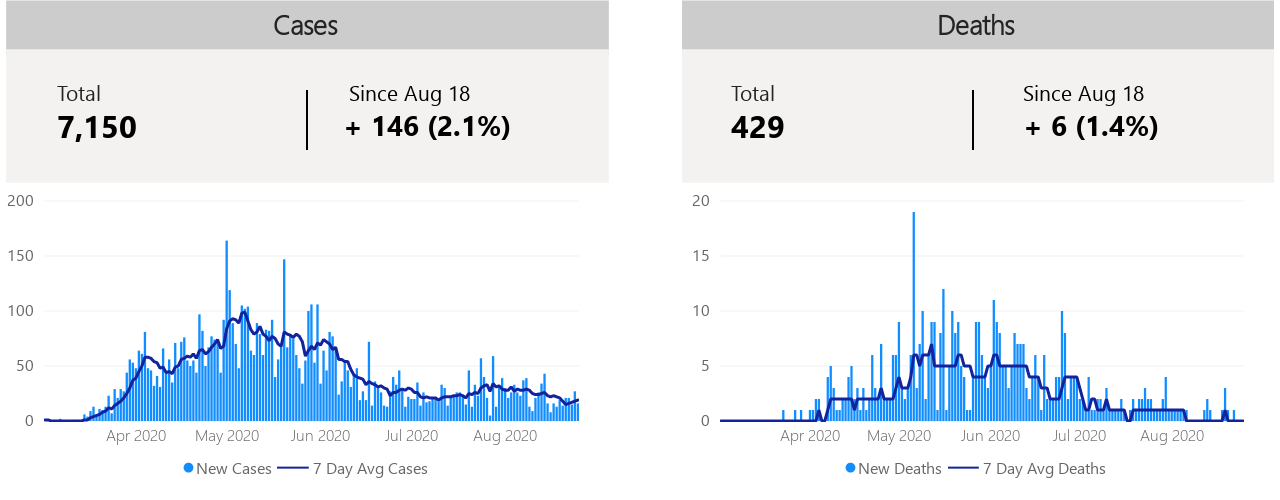 Cases
Total
7,150
Since Aug 18
+ 146 (2.1%)
200
150
100
50
0
Apr 2020 May 2020 Jun 2020 Jul 2020 Aug 2020
New Cases 7 Day Avg Cases
Deaths
Total
429
Since Aug 18
+ 6 (1.4%)
20
15
10
5
0
Apr 2020 May 2020 Jun 2020 Jul 2020 Aug 2020
New Deaths 7 Day Avg Deaths